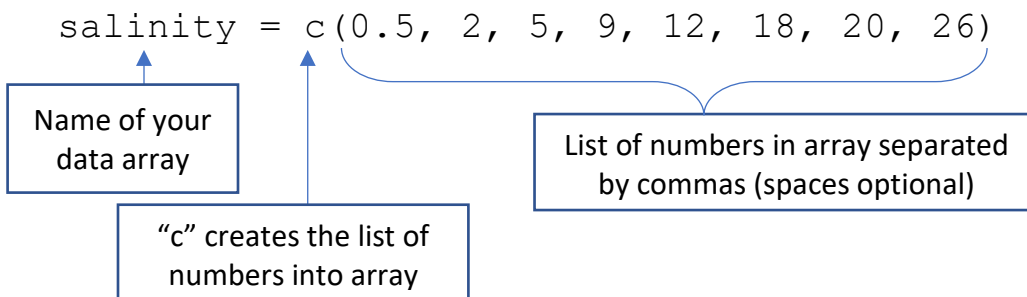 salinity = c(0.5, 2, 5, 9, 12, 18, 20, 26)
Name of your
data array
List of numbers in array separated
by commas (spaces optional)
“c” creates the list of
numbers into array